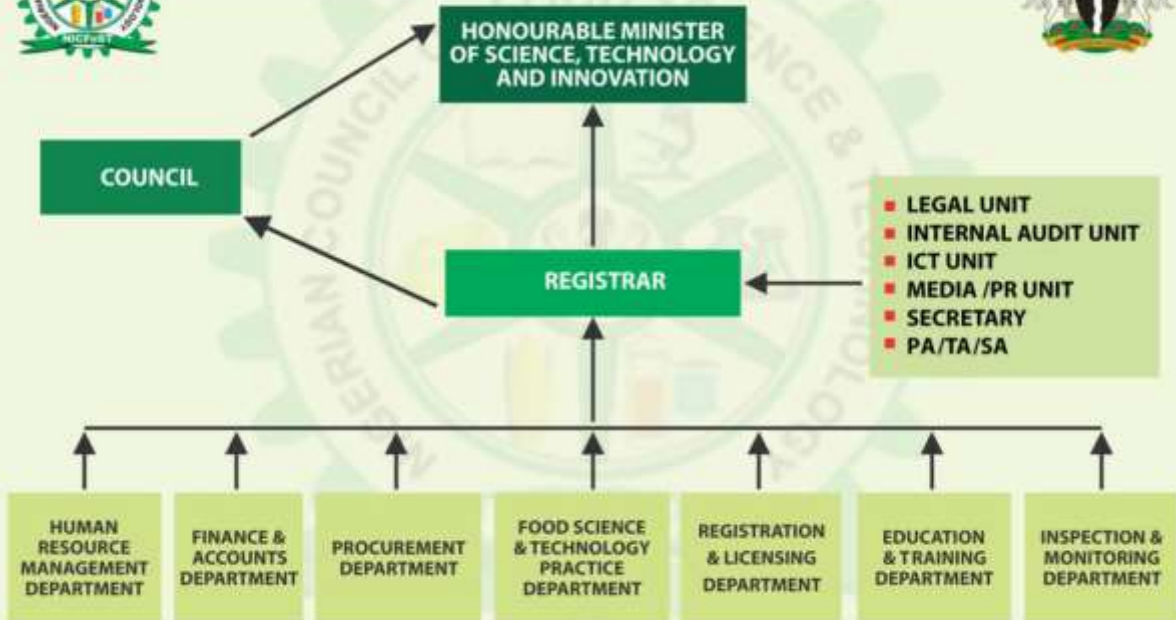 NICFoST
HONOURABLE MINISTER
OF SCIENCE, TECHNOLOGY
AND INNOVATION
COUNCIL
LEGAL UNIT
INTERNAL AUDIT UNIT
ICT UNIT
MEDIA /PR UNIT
SECRETARY
PA/TA/SA
REGISTRAR
HUMAN
RESOURCE
MANAGEMENT
DEPARTMENT
FINANCE &
ACCOUNTS
DEPARTMENT
PROCUREMENT
DEPARTMENT
FOOD SCIENCE
& TECHNOLOGY
PRACTICE
DEPARTMENT
REGISTRATION
& LICENSING
DEPARTMENT
EDUCATION
& TRAINING
DEPARTMENT
INSPECTION &
MONITORING
DEPARTMENT